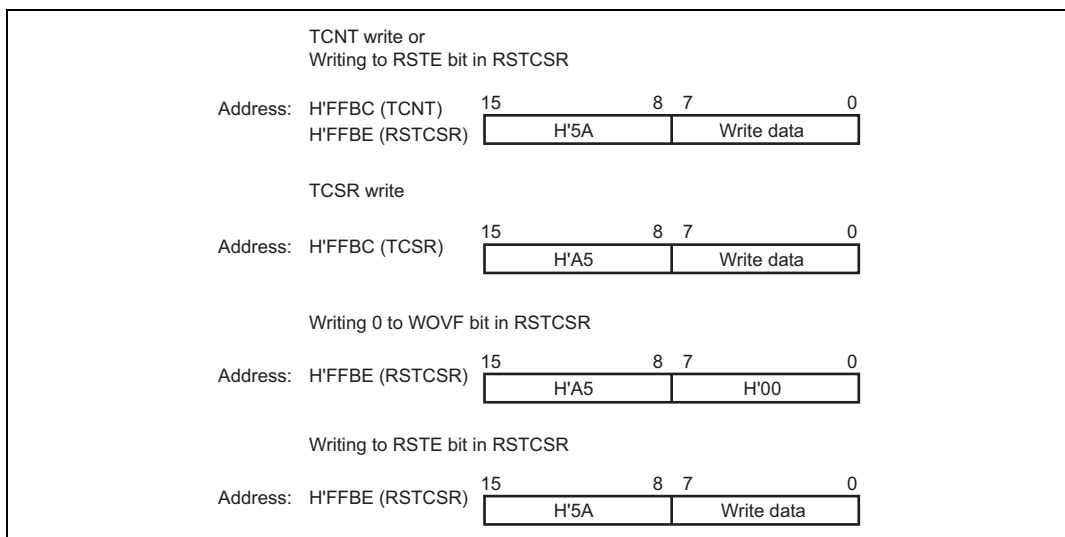 TCNT write or
Writing to RSTE bit in RSTCSR
15 8 7 0
Address: H'FFBC (TCNT)
H'FFBE (RSTCSR) H'5A Write data
TCSR write
15 8 7 0
Address: H'FFBC (TCSR) H'A5 Write data
Writing 0 to WOVF bit in RSTCSR
15 8 7 0
Address: H'FFBE (RSTCSR) H'A5 H'00
Writing to RSTE bit in RSTCSR
15 8 7 0
Address: H'FFBE (RSTCSR) H'5A Write data